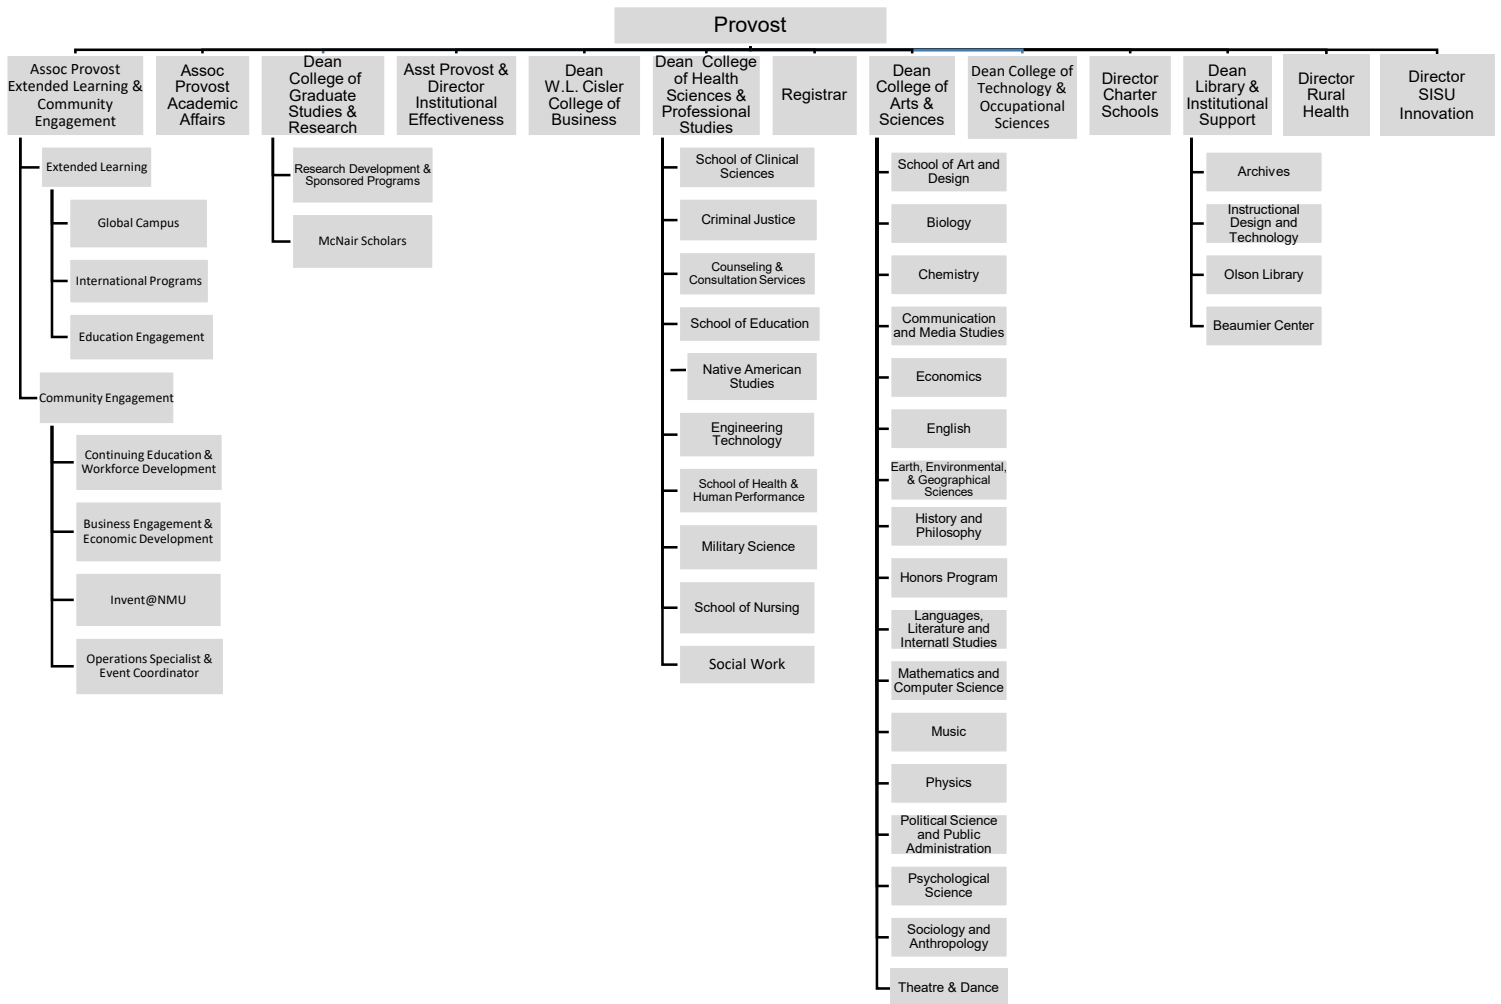 Provost
Assoc Provost
Extended Learning &
Community
Engagement
Assoc
Provost
Academic
Affairs
Dean
College of
Graduate
Studies &
Research
Asst Provost &
Director
Institutional
Effectiveness
Dean
W.L. Cisler
College of
Business
Dean College
of Health
Sciences &
Professional
Studies
Registrar
Dean
College of
Arts &
Sciences
Dean College of
Technology &
Occupational
Sciences
Director
Charter
Schools
Dean
Library &
Institutional
Support
Director
Rural
Health
Director
SISU
Innovation
Extended Learning
Global Campus
International Programs
Education Engagement
Community Engagement
Continuing Education &
Workforce Development
Business Engagement &
Economic Development
Invent@NMU
Operations Specialist &
Event Coordinator
Research Development &
Sponsored Programs
McNair Scholars
School of Clinical
Sciences
Criminal Justice
Counseling &
Consultation Services
School of Education
Native American
Studies
Engineering
Technology
School of Health &
Human Performance
Military Science
School of Nursing
Social Work
School of Art and
Design
Biology
Chemistry
Communication
and Media Studies
Economics
English
Earth, Environmental,
& Geographical
Sciences
History and
Philosophy
Honors Program
Languages,
Literature and
Internatl Studies
Mathematics and
Computer Science
Music
Physics
Political Science
and Public
Administration
Psychological
Science
Sociology and
Anthropology
Theatre & Dance
Archives
Instructional
Design and
Technology
Olson Library
Beaumier Center